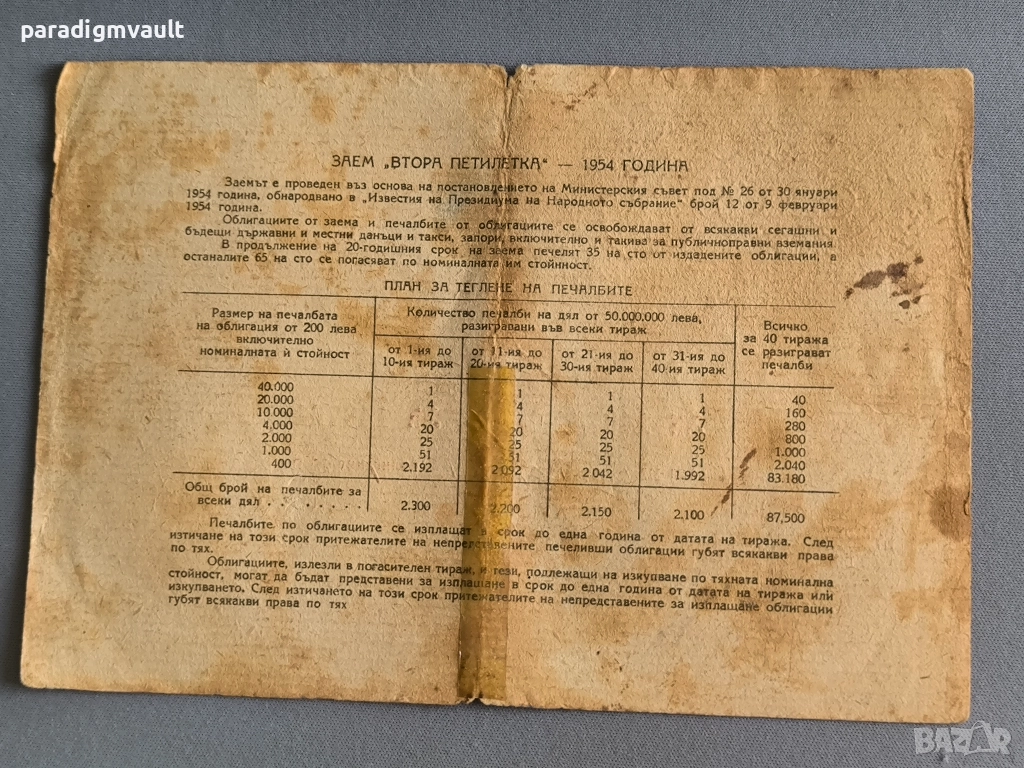 paradigmvault
ЗАЕМ „ВТОРА ПЕТИЛЕТКА“ — 1954 ГОДИНА
Заемът е проведен въз основа на постановлението на Министерския съвет под № 26 от 30 януари
1954 година, обнародвано в „Известия на Президиума на Народното събрание“ брой 12 от 9 февруари
1954 година.
Облигациите от заема и печалбите от облигациите се освобождават от всякакви сегашни и
бъдещи държавни и местни данъци и такси, запори, включително и такива за публичноправни вземания.
В продължение на 20-годишния срок на заема печелят 35 на сто от издадените облигации, а
останалите 65 на сто се погасяват по номиналната им стойнност.
ПЛАН ЗА ТЕГЛЕНЕ НА ПЕЧАЛБИТЕ
Размер на печалбата
на облигация от 200 лева
включително
номиналната ѝ стойност
Количество печалби на дял от 50.000.000 лева,
разигравани във всеки тираж
Всичко
за 40 тиража
се разиграват
печалби
от 1-ия до
10-ия тираж
от 11-ия до
20-ия тираж
от 21-ия до
30-ия тираж
от 31-ия до
40-ия тираж
40.000 1 1 1 1 40
20.000 4 4 4 4 160
10.000 7 7 7 7 280
4,000 20 20 20 20 800
2.000 25 25 25 25 1.000
1.000 51 51 51 51 2.040
400 2.192 2.092 2 042 1.992 83.180
Общ брой на печалбите за
всеки дял . . . . . . . . 2.300 2.200 2.150 2.100 87,500
Печалбите по облигациите се изплащат в срок до една година от датата на тиража. След
изтичане на този срок притежателите на непредставените печеливши облигации губят всякакви права
по тях.
Облигациите, излезли в погасителен тираж, и тези, подлежащи на изкупване по тяхната номинална
стойност, могат да бъдат представени за изплащане в срок до една година от датата на тиража или
изкупването. След изтичането на този срок притежателите на непредставените за изплащане облигации
губят всякакви права по тях
BAZAR